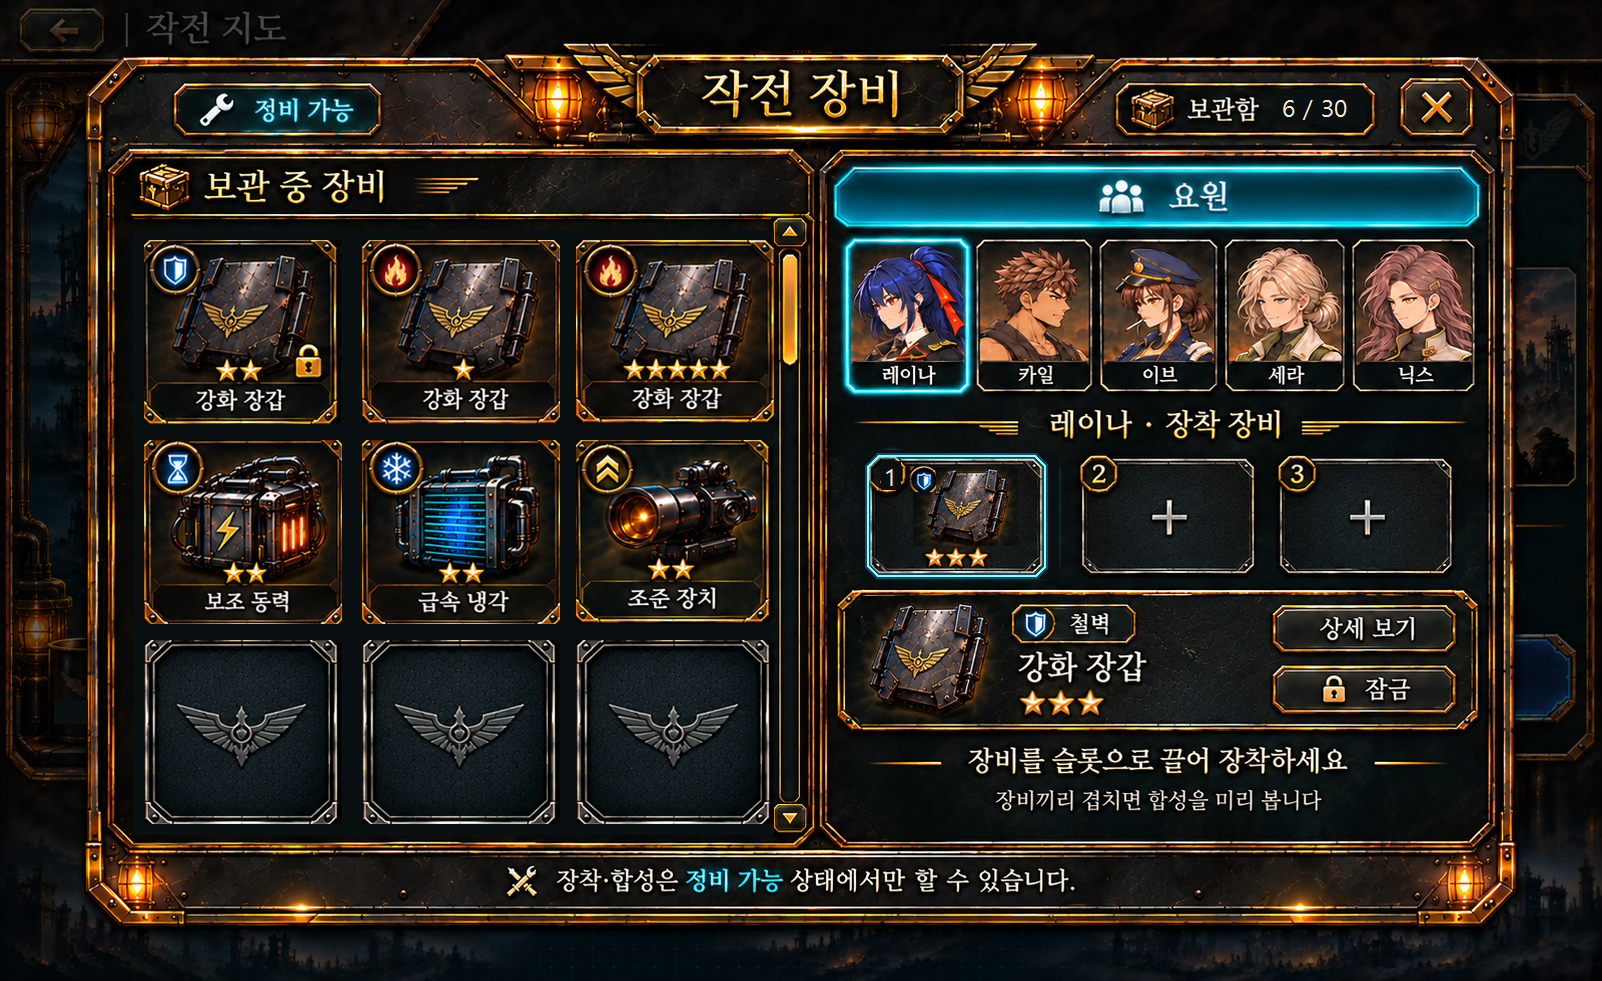 작전 지도
정비 가능
작전 장비
보관함 6 / 30
보관 중 장비
요원
강화 장갑
강화 장갑
강화 장갑
보조 동력
급속 냉각
조준 장치
레이나
카일
이브
세라
닉스
레이나 · 장착 장비
1
2
3
철벽
강화 장갑
상세 보기
잠금
장비를 슬롯으로 끌어 장착하세요
장비끼리 겹치면 합성을 미리 봅니다
장착·합성은 정비 가능 상태에서만 할 수 있습니다.